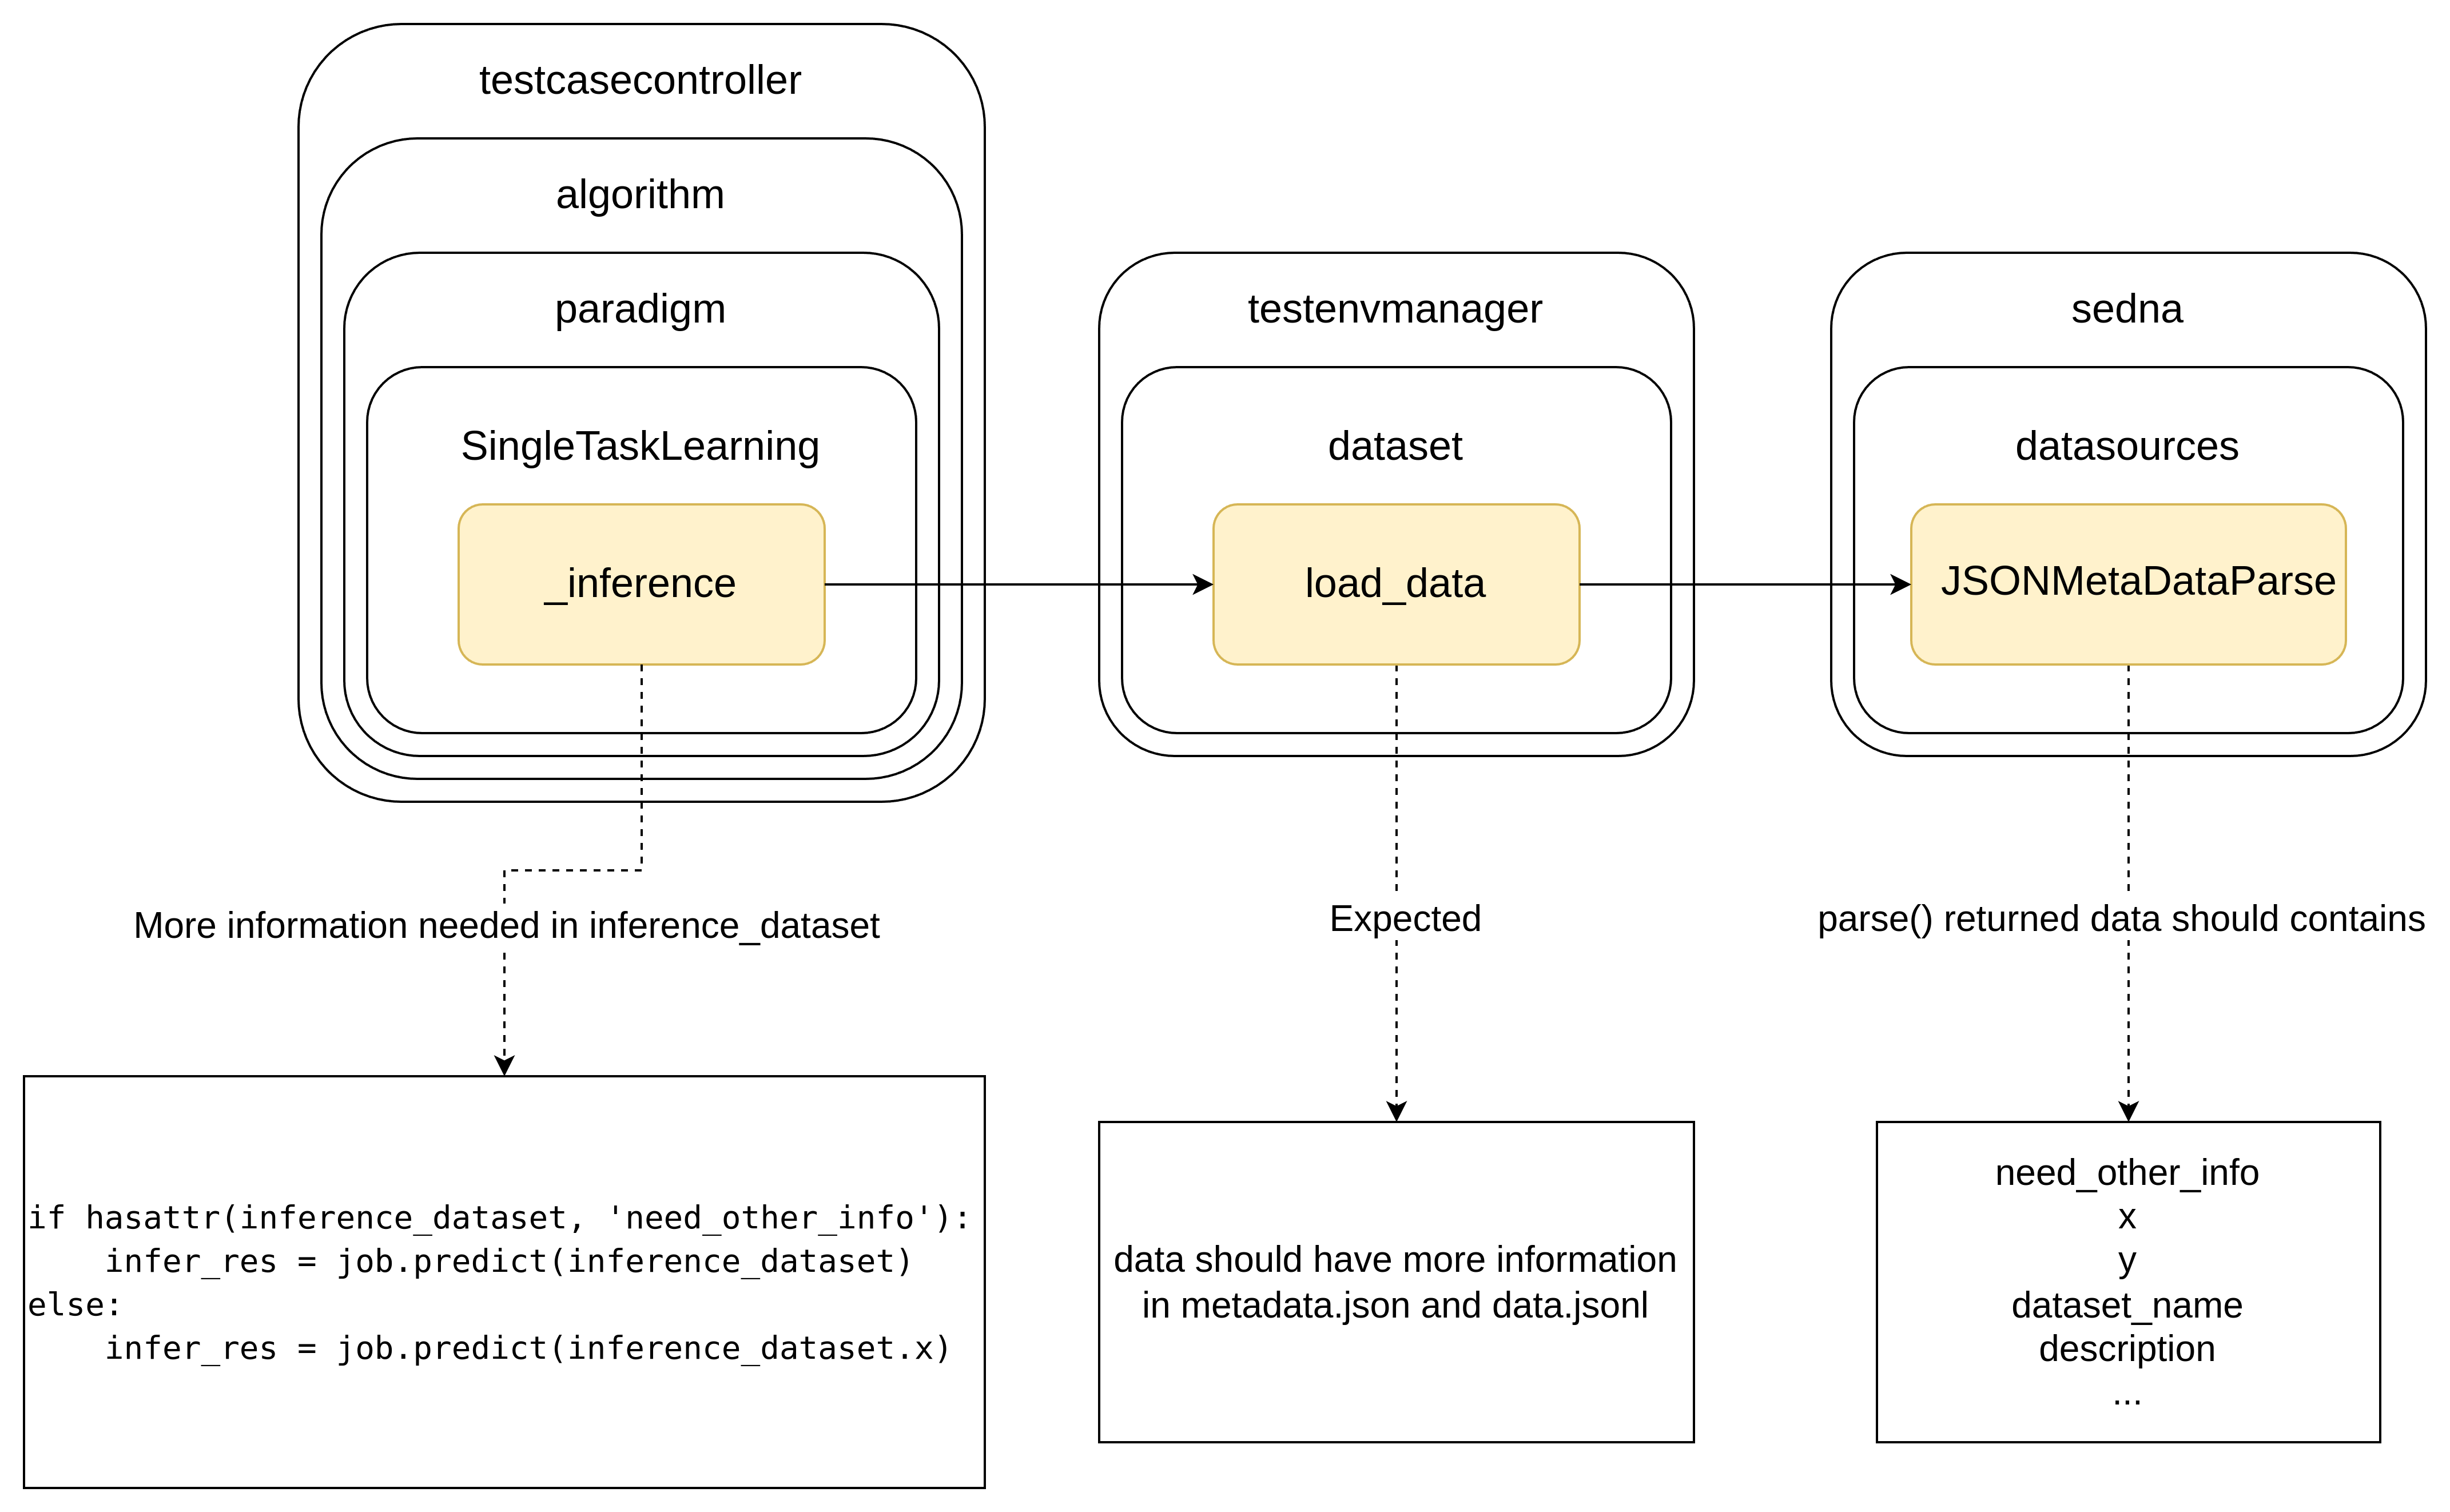 testcasecontroller
algorithm
paradigm
SingleTaskLearning
_inference
testenvmanager
dataset
load_data
sedna
datasources
JSONMetaDataParse
More information needed in inference_dataset
Expected
parse() returned data should contains
if hasattr(inference_dataset, 'need_other_info'):
    infer_res = job.predict(inference_dataset)
else:
    infer_res = job.predict(inference_dataset.x)
data should have more information
in metadata.json and data.jsonl
need_other_info
x
y
dataset_name
description
...